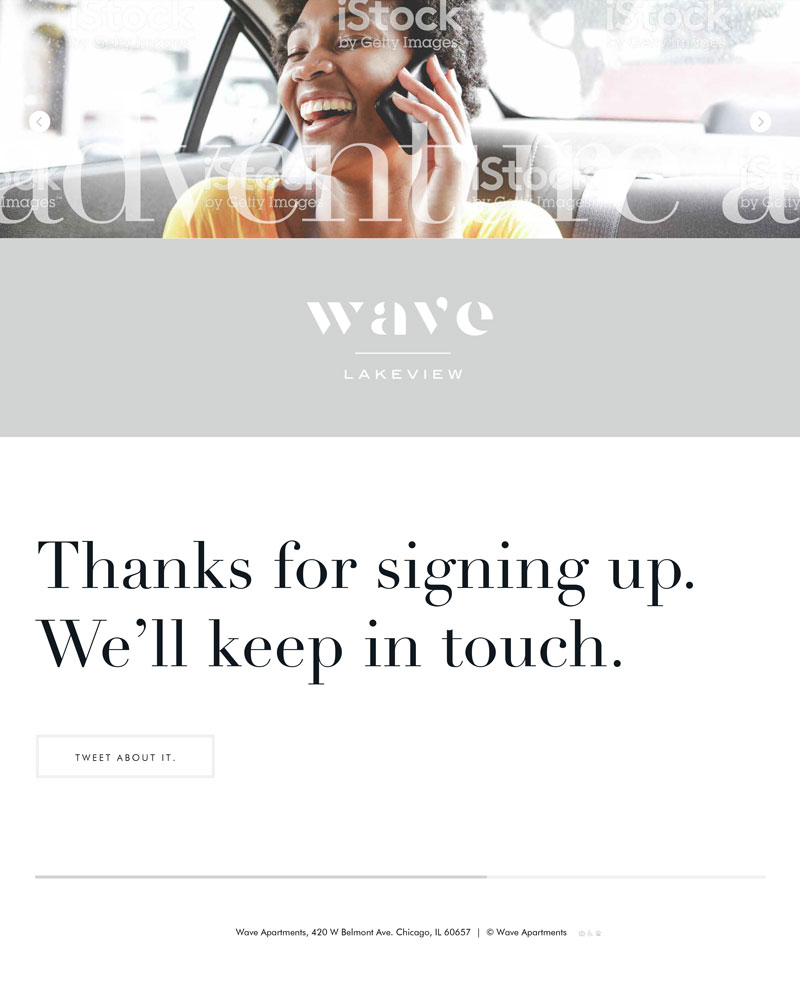 iStock iStock
by Getty Images by Getty Images
adventure a
iStock iStock
Images by Getty Images by Getty Images by Getty
wave
LAKEVIEW
Thanks for signing up.
We’ll keep in touch.
TWEET ABOUT IT.
Wave Apartments, 420 W Belmont Ave. Chicago, IL 60657 | © Wave Apartments